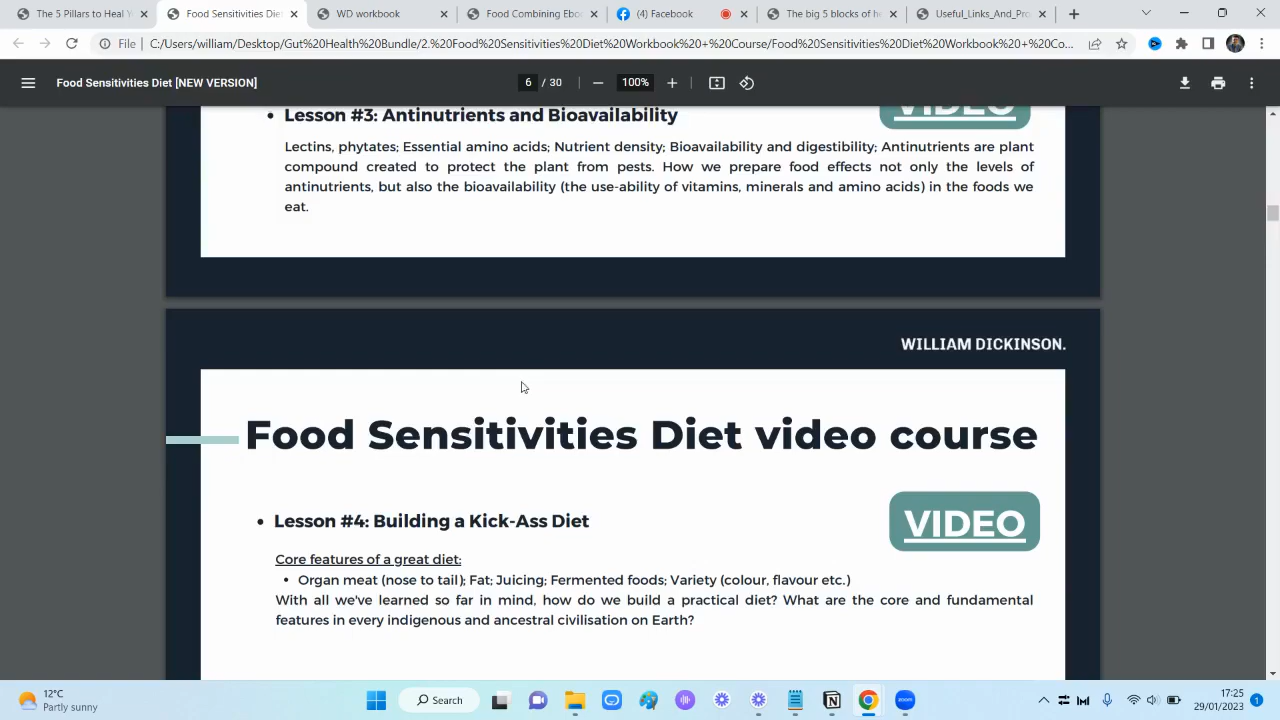 The 5 Pillars to Heal Y
Food Sensitivities Die
WD workbook
Food Combining Eboo
(4) Facebook
The big 5 blocks of he
Useful_Links_And_Pro
File
C:/Users/william/Desktop/Gut%20Health%20Bundle/2.%20Food%20Sensitivities%20Diet%20Workbook%20+%20Course/Food%20Sensitivities%20Diet%20Workbook%20+%20Co...
Food Sensitivities Diet [NEW VERSION]
6 / 30
100%
• Lesson #3: Antinutrients and Bioavailability
VIDEO
Lectins, phytates; Essential amino acids; Nutrient density; Bioavailability and digestibility; Antinutrients are plant
compound created to protect the plant from pests. How we prepare food effects not only the levels of
antinutrients, but also the bioavailability (the use-ability of vitamins, minerals and amino acids) in the foods we
eat.
WILLIAM DICKINSON.
Food Sensitivities Diet video course
• Lesson #4: Building a Kick-Ass Diet
VIDEO
Core features of a great diet:
• Organ meat (nose to tail); Fat; Juicing; Fermented foods; Variety (colour, flavour etc.)
With all we've learned so far in mind, how do we build a practical diet? What are the core and fundamental
features in every indigenous and ancestral civilisation on Earth?
12°C
Partly sunny
Search
zoom
17:25
29/01/2023
1